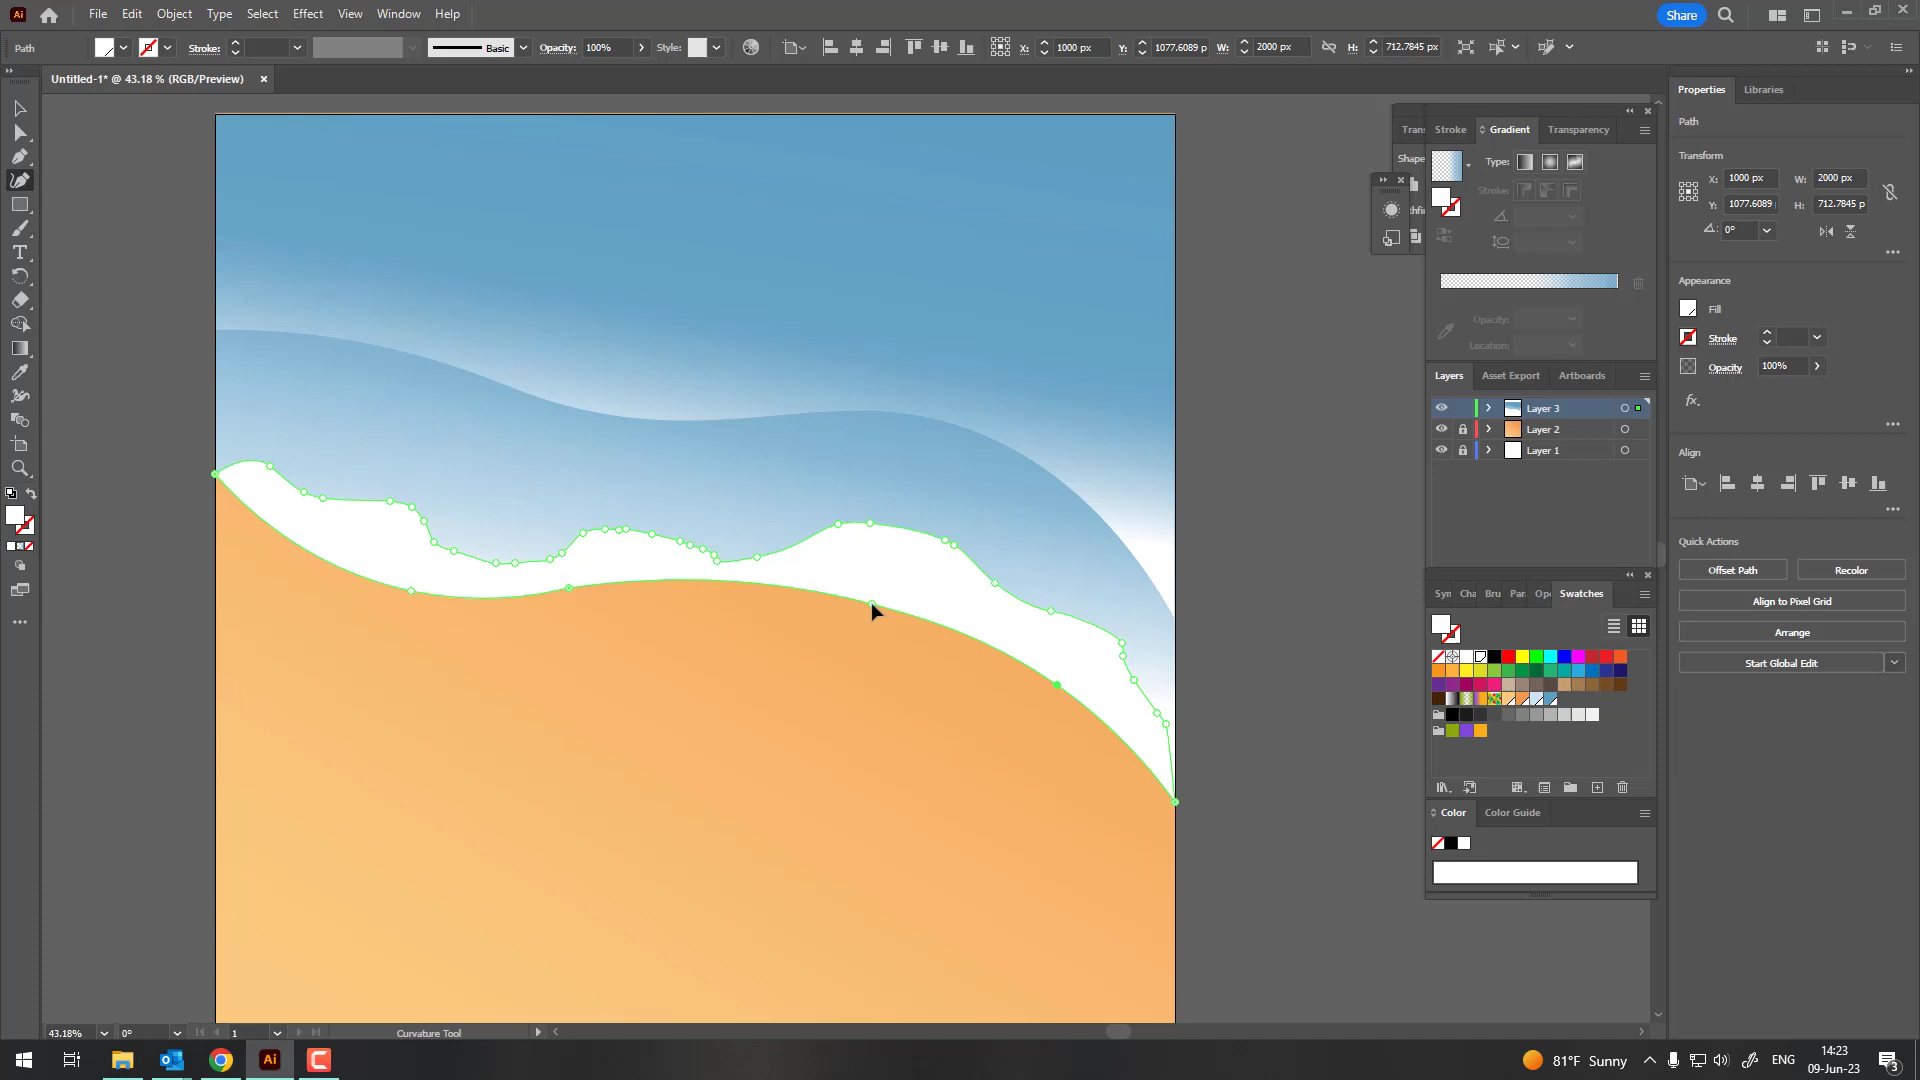 Ai File Edit Object Type Select Effect View Window Help Share
Path Stroke: Basic Opacity: 100% Style: X: 1000 px Y: 1077.6089 p W: 2000 px H: 712.7845 px
Untitled-1* @ 43.18 % (RGB/Preview)
Properties Libraries
Path
Transform
X: 1000 px W: 2000 px
Y: 1077.6089 H: 712.7845 p
0°
Appearance
Fill
Stroke
Opacity 100%
fx.
Align
Quick Actions
Offset Path Recolor
Align to Pixel Grid
Arrange
Start Global Edit
Trans Stroke Gradient Transparency
Shape Type:
Stroke:
Opacity:
Location:
Layers Asset Export Artboards
Layer 3
Layer 2
Layer 1
Syn Cha Bru Par Op Swatches
Color Color Guide
43.18% 0° 1 Curvature Tool
Ai 81°F Sunny ENG 14:23
09-Jun-23 3